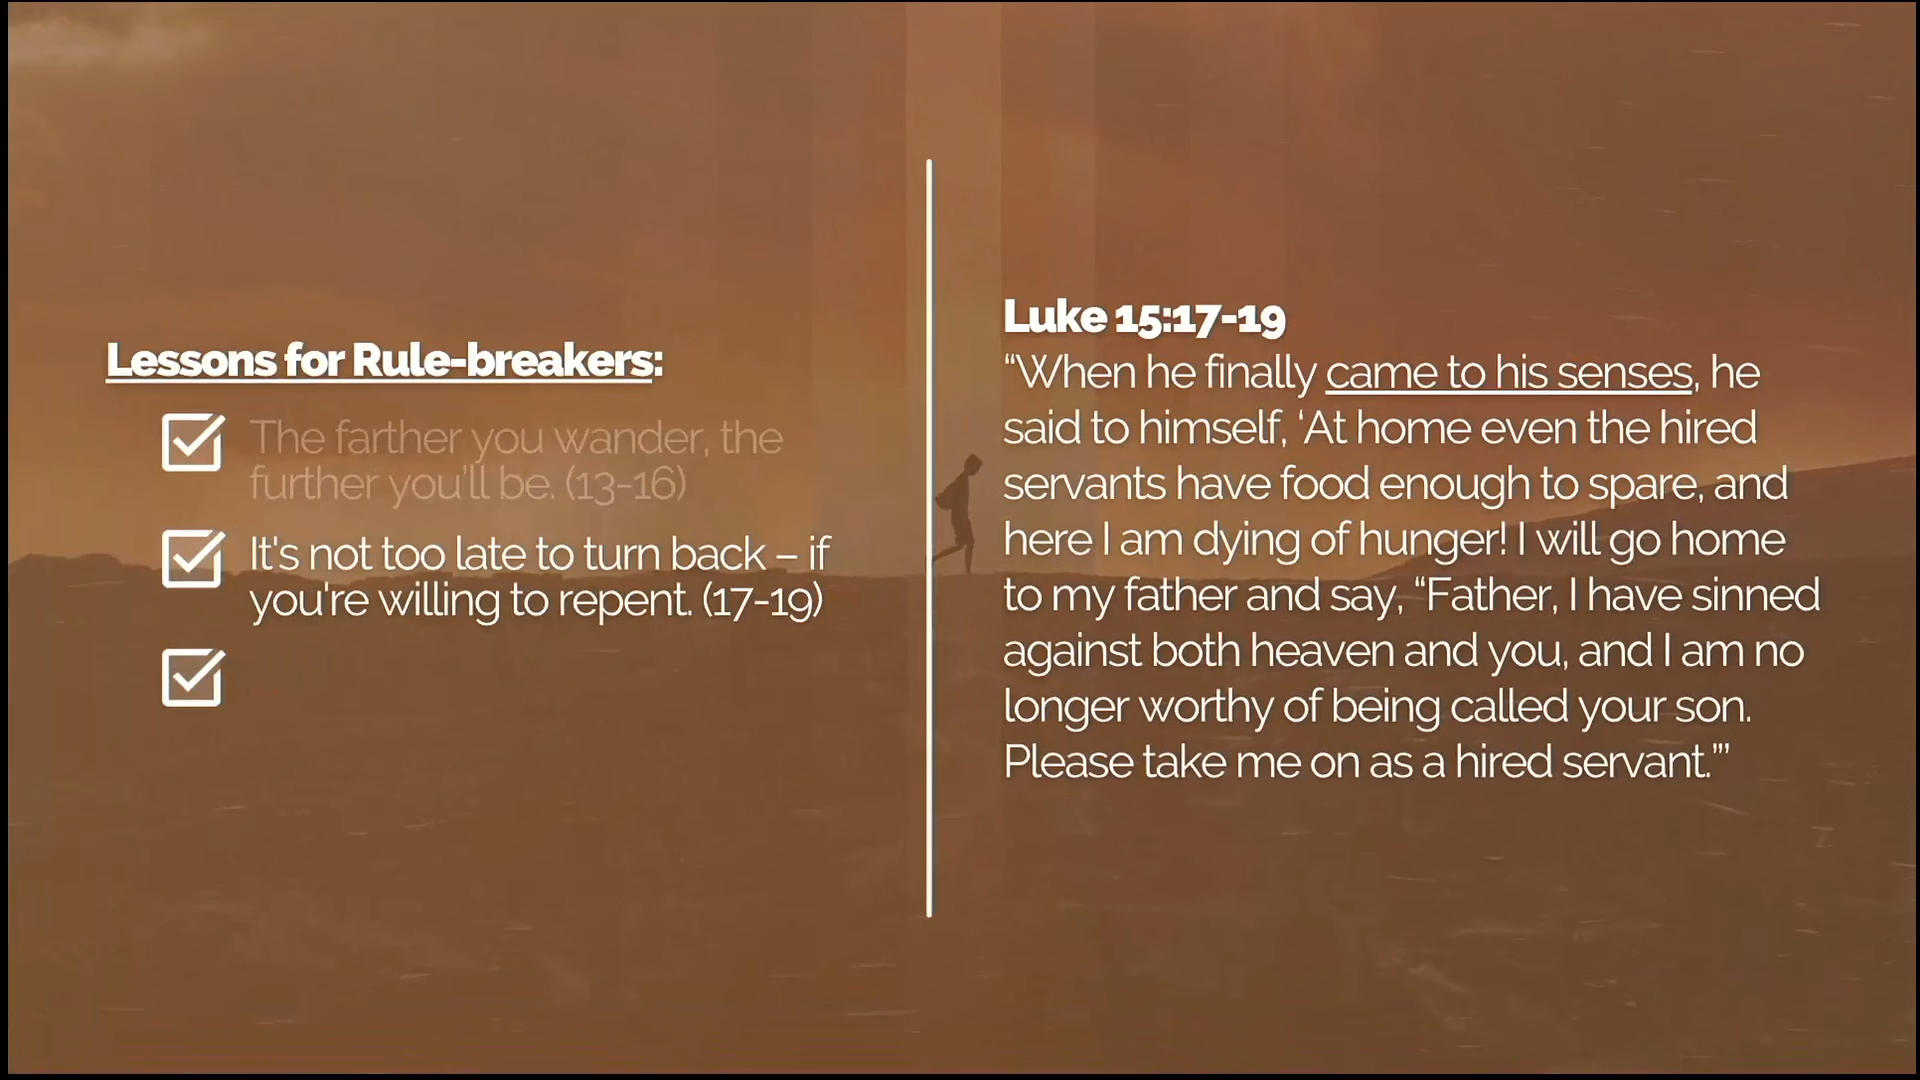 Lessons for Rule-breakers:
The farther you wander, the
further you'll be. (13-16)
It's not too late to turn back – if
you're willing to repent. (17-19)
Luke 15:17-19
“When he finally came to his senses, he
said to himself, ‘At home even the hired
servants have food enough to spare, and
here I am dying of hunger! I will go home
to my father and say, “Father, I have sinned
against both heaven and you, and I am no
longer worthy of being called your son.
Please take me on as a hired servant.”’